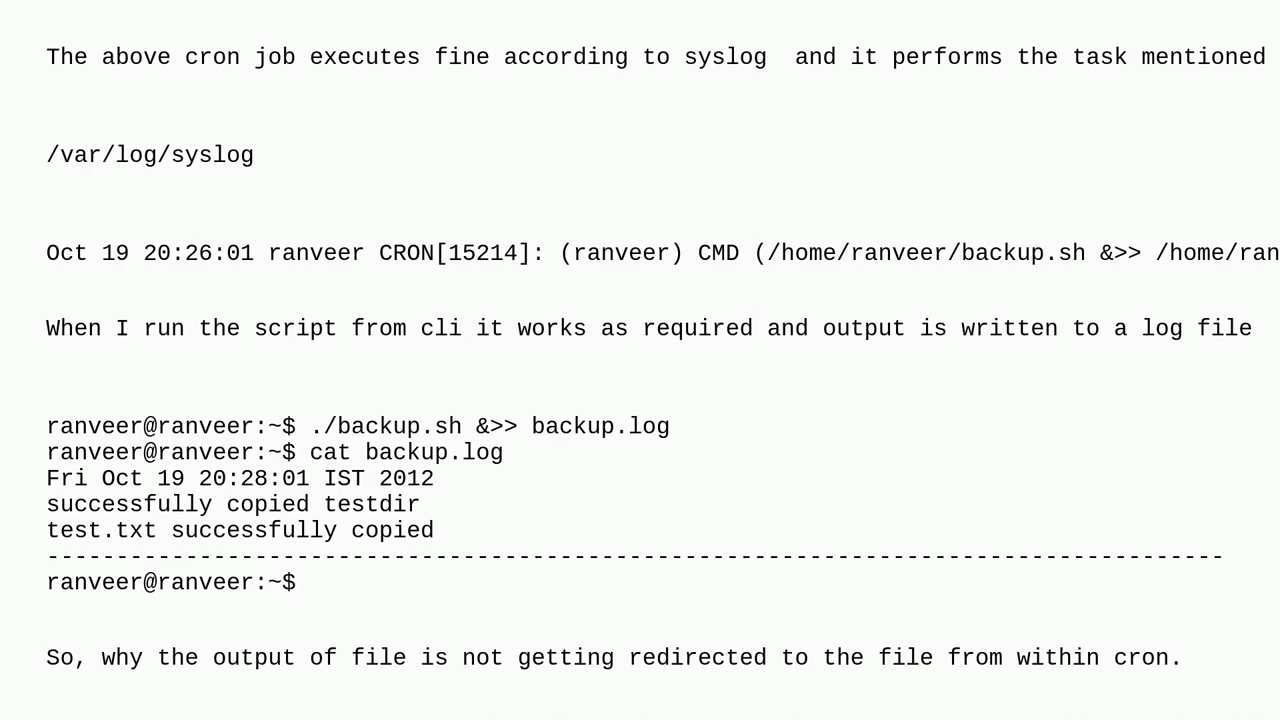 The above cron job executes fine according to syslog  and it performs the task mentioned
/var/log/syslog
Oct 19 20:26:01 ranveer CRON[15214]: (ranveer) CMD (/home/ranveer/backup.sh &>> /home/ran
When I run the script from cli it works as required and output is written to a log file
ranveer@ranveer:~$ ./backup.sh &>> backup.log
ranveer@ranveer:~$ cat backup.log
Fri Oct 19 20:28:01 IST 2012
successfully copied testdir
test.txt successfully copied
-------------------------------------------------------------------------------------
ranveer@ranveer:~$
So, why the output of file is not getting redirected to the file from within cron.